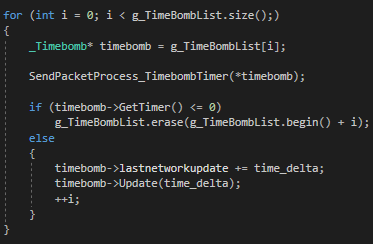 for (int i = 0; i < g_TimeBombList.size();)
{
    _Timebomb* timebomb = g_TimeBombList[i];

    SendPacketProcess_TimebombTimer(*timebomb);

    if (timebomb->GetTimer() <= 0)
        g_TimeBombList.erase(g_TimeBombList.begin() + i);
    else
    {
        timebomb->lastnetworkupdate += time_delta;
        timebomb->Update(time_delta);
        ++i;
    }
}